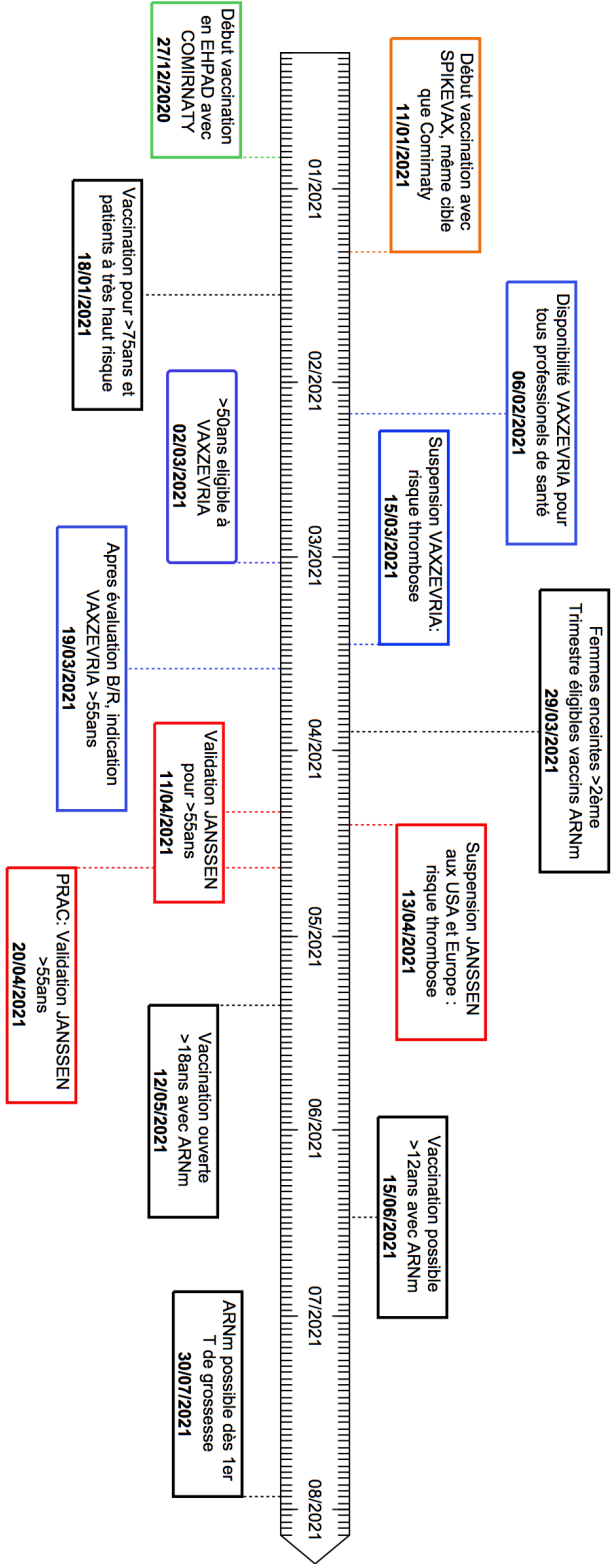 Début vaccination avec
SPIKEVAX, même cible
que Comirnaty
11/01/2021
Disponibilité VAXZEVRIA pour
tous professionels de santé
06/02/2021
Suspension VAXZEVRIA:
risque thrombose
15/03/2021
Femmes enceintes >2ème
Trimestre éligibles vaccins ARNm
29/03/2021
Suspension JANSSEN
aux USA et Europe :
risque thrombose
13/04/2021
Vaccination possible
>12ans avec ARNm
15/06/2021
01/2021
02/2021
03/2021
04/2021
05/2021
06/2021
07/2021
08/2021
Début vaccination
en EHPAD avec
COMIRNATY
27/12/2020
Vaccination pour >75ans et
patients à très haut risque
18/01/2021
>50ans eligible à
VAXZEVRIA
02/03/2021
Apres évaluation B/R, indication
VAXZEVRIA >55ans
19/03/2021
Validation JANSSEN
pour >55ans
11/04/2021
PRAC: Validation JANSSEN
>55ans
20/04/2021
Vaccination ouverte
>18ans avec ARNm
12/05/2021
ARNm possible dès 1er
T de grossesse
30/07/2021